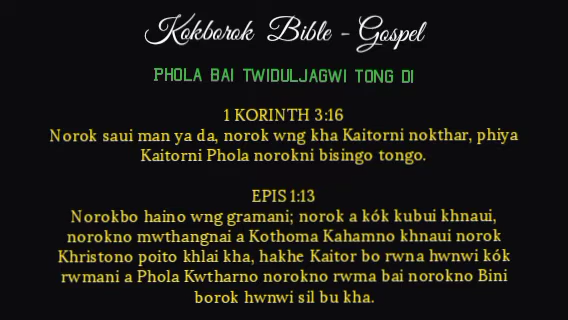 Kokborok Bible - Gospel
PHOLA BAI TWIDULJAGWI TONG DI
1 KORINTH 3:16
Norok saui man ya da, norok wng kha Kaitorni nokthar, phiya
Kaitorni Phola norokni bisingo tongo.
EPIS 1:13
Norokbo haino wng gramani; norok a kók kubui khnaui,
norokno mwthangnai a Kothoma Kahamno khnaui norok
Khristono poito khlai kha, hakhe Kaitor bo rwna hwnwi kók
rwmani a Phola Kwtharno norokno rwma bai norokno Bini
borok hwnwi sil bu kha.